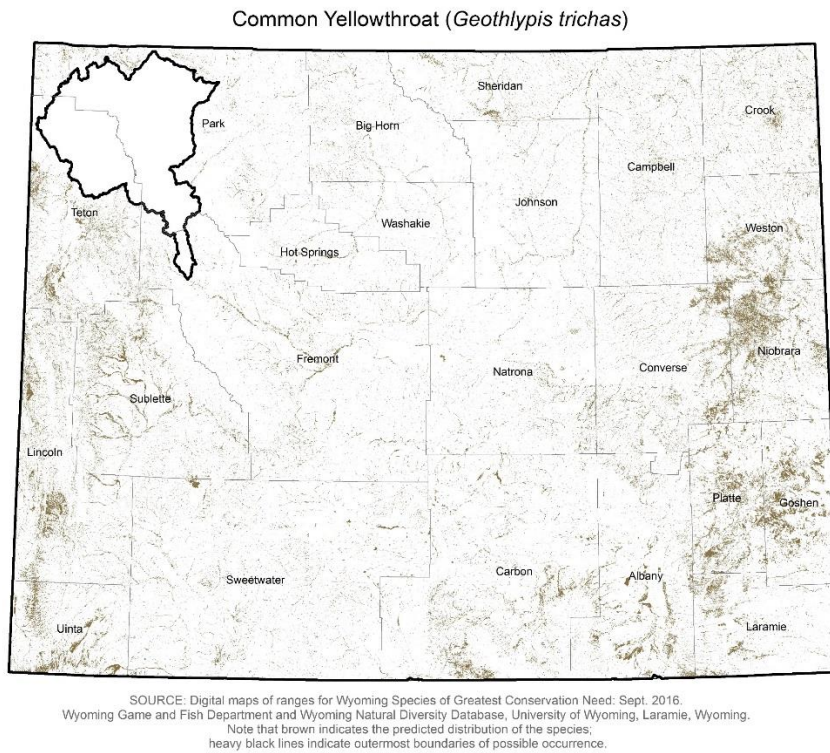 Common Yellowthroat (Geothlypis trichas)
Sheridan
Crook
Park
Big Horn
Campbell
Johnson
Teton
Washakie
Weston
Hot Springs
Fremont
Natrona
Converse
Niobrara
Sublette
Lincoln
Platte
Goshen
Sweetwater
Carbon
Albany
Uinta
Laramie
SOURCE: Digital maps of ranges for Wyoming Species of Greatest Conservation Need: Sept. 2016.
Wyoming Game and Fish Department and Wyoming Natural Diversity Database, University of Wyoming, Laramie, Wyoming.
Note that brown indicates the predicted distribution of the species;
heavy black lines indicate outermost boundaries of possible occurrence.